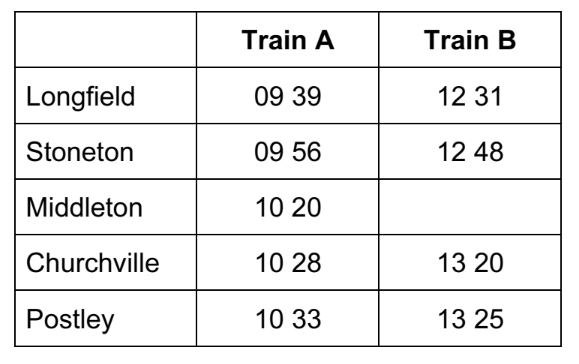 Train A Train B
Longfield 09 39 12 31
Stoneton 09 56 12 48
Middleton 10 20
Churchville 10 28 13 20
Postley 10 33 13 25